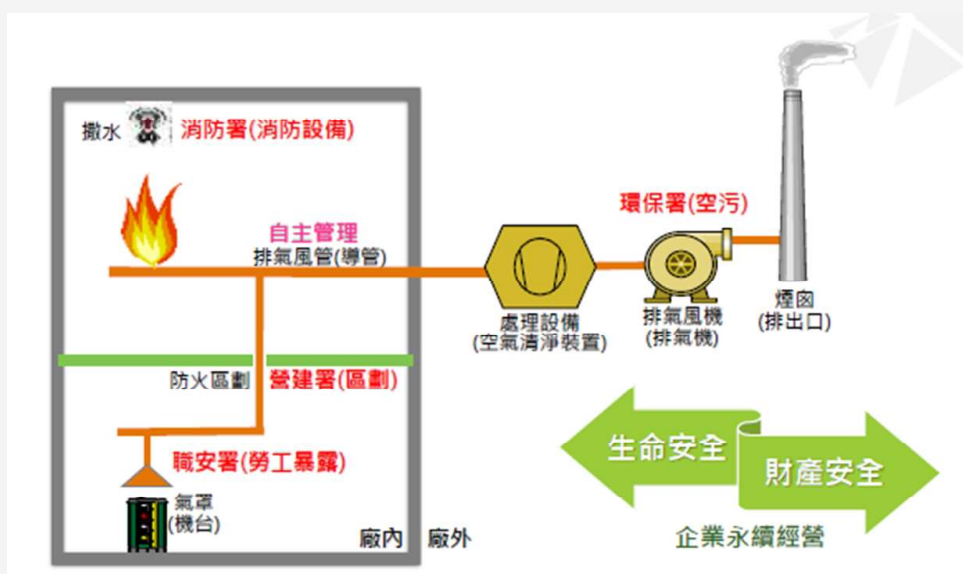 撒水
消防署(消防設備)
自主管理
排氣風管(導管)
環保署(空污)
處理設備
(空氣清淨裝置)
排氣風機
(排氣機)
煙囪
(排出口)
防火區劃
營建署(區劃)
職安署(勞工暴露)
氣罩
(機台)
廠內
廠外
生命安全
財產安全
企業永續經營